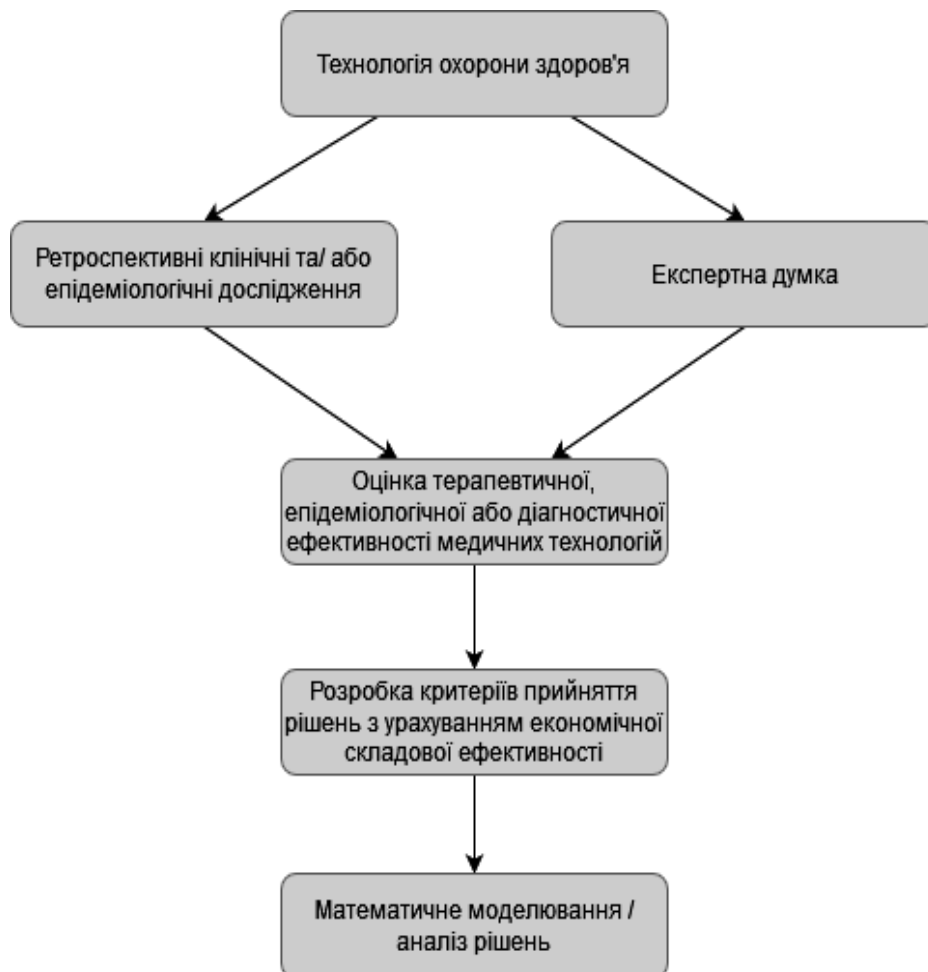 Технологія охорони здоров'я
Ретроспективні клінічні та/ або
епідеміологічні дослідження
Експертна думка
Оцінка терапевтичної,
епідеміологічної або діагностичної
ефективності медичних технологій
Розробка критеріїв прийняття
рішень з урахуванням економічної
складової ефективності
Математичне моделювання /
аналіз рішень